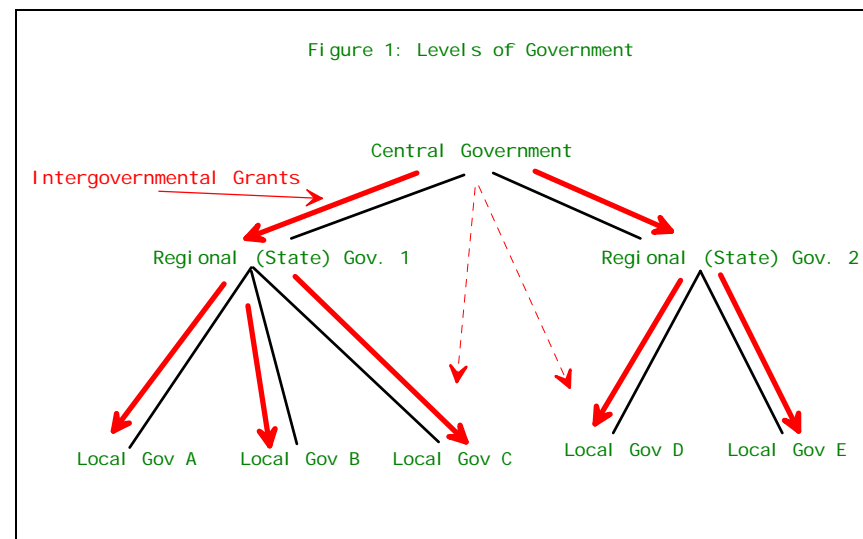 Figure 1: Levels of Government
Central Government
Intergovernmental Grants
Regional (State) Gov. 1
Regional (State) Gov. 2
Local Gov A
Local Gov B
Local Gov C
Local Gov D
Local Gov E